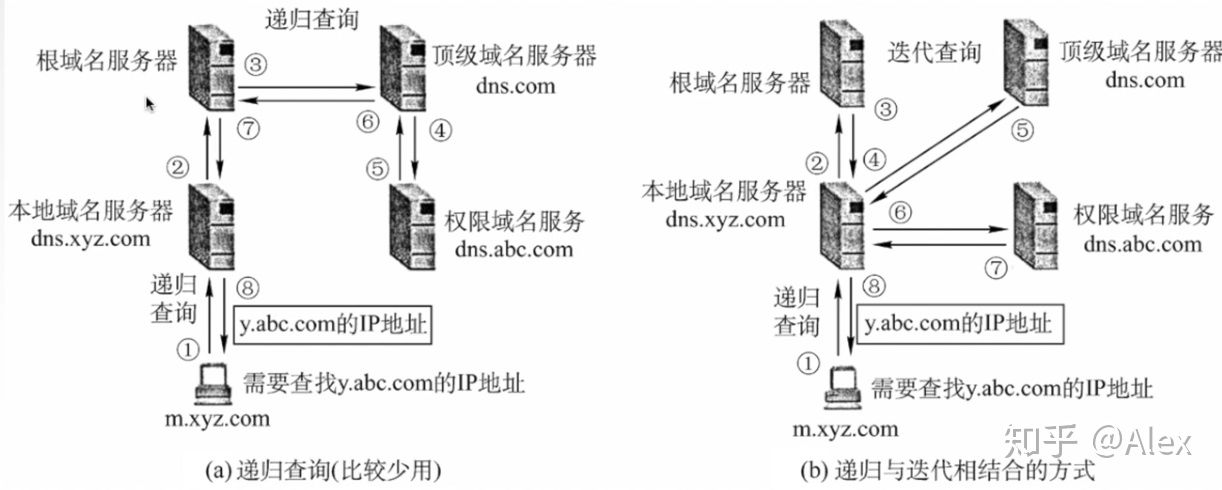 递归查询
根域名服务器
③
顶级域名服务器
dns.com
⑦
⑥
④
②
⑤
本地域名服务器
dns.xyz.com
权限域名服务
dns.abc.com
递归
查询
⑧
y.abc.com的IP地址
①
需要查找y.abc.com的IP地址
m.xyz.com
(a) 递归查询(比较少用)
迭代查询
顶级域名服务器
dns.com
根域名服务器
③
⑤
②
④
本地域名服务器
dns.xyz.com
⑥
权限域名服务
dns.abc.com
⑦
递归
查询
⑧
y.abc.com的IP地址
①
需要查找y.abc.com的IP地址
m.xyz.com
(b) 递归与迭代相结合的方式
知乎 @Alex